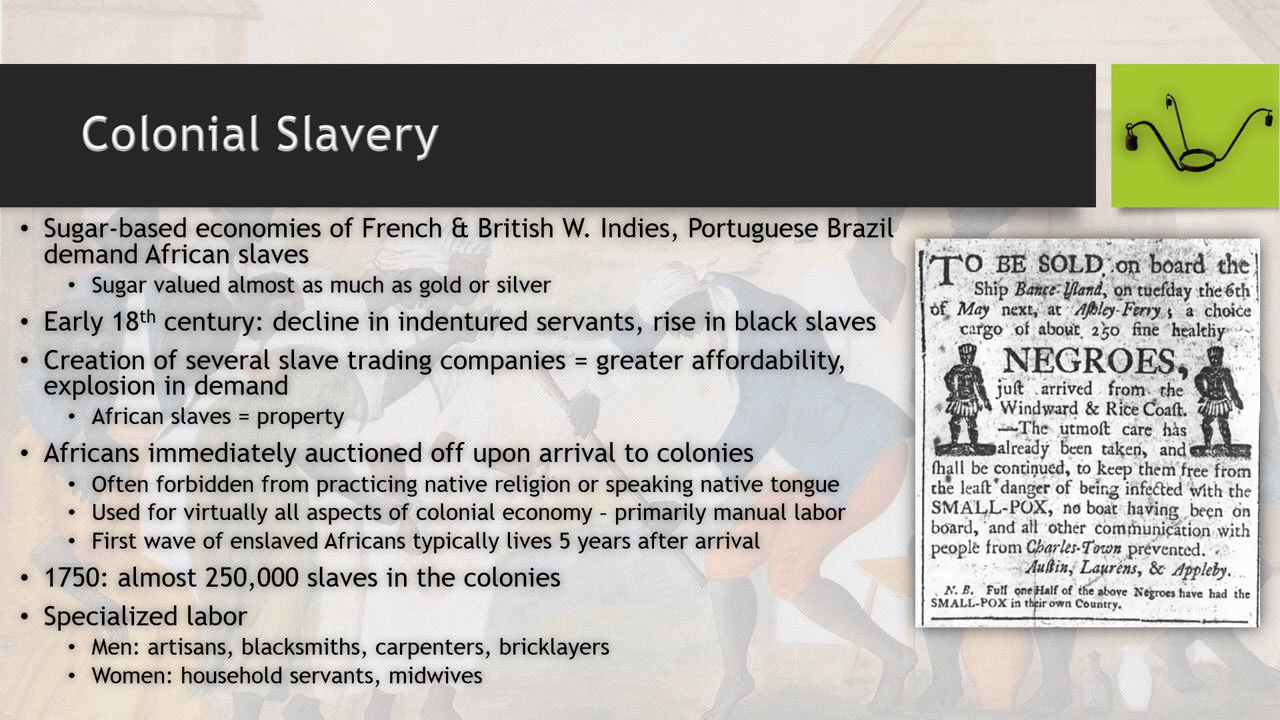 Colonial Slavery
• Sugar-based economies of French & British W. Indies, Portuguese Brazil
demand African slaves
• Sugar valued almost as much as gold or silver
• Early 18th century: decline in indentured servants, rise in black slaves
• Creation of several slave trading companies = greater affordability,
explosion in demand
• African slaves = property
• Africans immediately auctioned off upon arrival to colonies
• Often forbidden from practicing native religion or speaking native tongue
• Used for virtually all aspects of colonial economy – primarily manual labor
• First wave of enslaved Africans typically lives 5 years after arrival
• 1750: almost 250,000 slaves in the colonies
• Specialized labor
• Men: artisans, blacksmiths, carpenters, bricklayers
• Women: household servants, midwives
TO BE SOLD on board the
Ship Bance-Iſland, on tueſday the 6th
of May next, at Aſhley-Ferry; a choice
cargo of about 250 fine healthy
NEGROES,
juſt arrived from the
Windward & Rice Coaſt.
—The utmoſt care has
already been taken, and
ſhall be continued, to keep them free from
the leaſt danger of being infected with the
SMALL-POX, no boat having been on
board, and all other communication with
people from Charles-Town prevented.
Auſtin, Laurens, & Appleby.
N. B. Full one Half of the above Negroes have had the
SMALL-POX in their own Country.